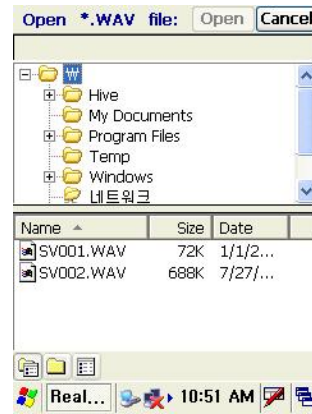 Open *.WAV file: Open Cancel
₩
Hive
My Documents
Program Files
Temp
Windows
네트워크
Name Size Date
SV001.WAV 72K 1/1/2...
SV002.WAV 688K 7/27/...
Real... 10:51 AM